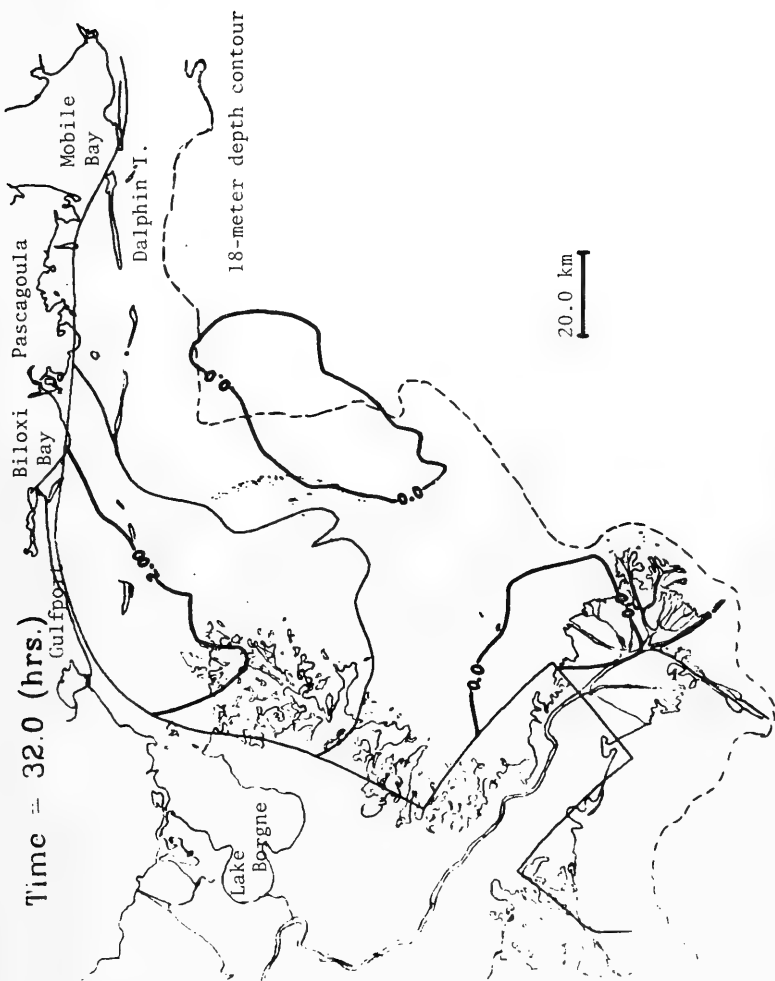 Time = 32.0 (hrs.)
Gulfport
Biloxi
Bay
Pascagoula
Mobile
Bay
Dalphin I.
18-meter depth contour
Lake
Borgne
0.0
0.0
0.0
0.0
20.0 km